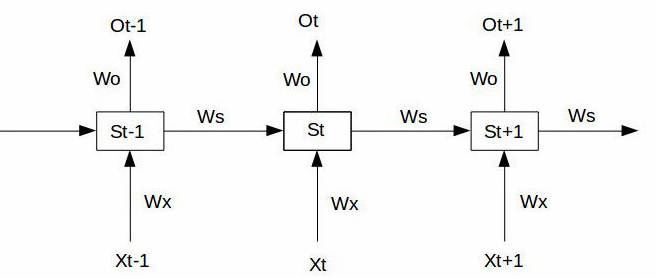 Ot-1 Ot Ot+1
Wo Wo Wo
Ws Ws Ws
St-1 St St+1
Wx Wx Wx
Xt-1 Xt Xt+1